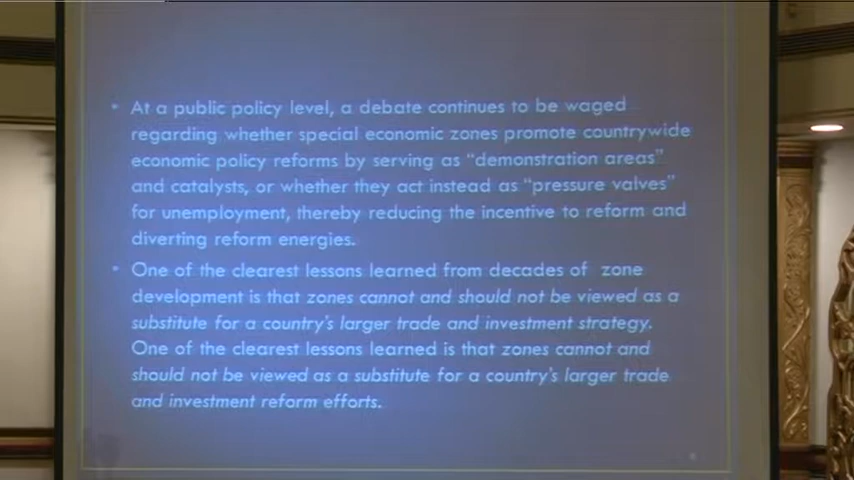 • At a public policy level, a debate continues to be waged
regarding whether special economic zones promote countrywide
economic policy reforms by serving as “demonstration areas”
and catalysts, or whether they act instead as “pressure valves”
for unemployment, thereby reducing the incentive to reform and
diverting reform energies.
• One of the clearest lessons learned from decades of zone
development is that zones cannot and should not be viewed as a
substitute for a country’s larger trade and investment strategy.
One of the clearest lessons learned is that zones cannot and
should not be viewed as a substitute for a country’s larger trade
and investment reform efforts.